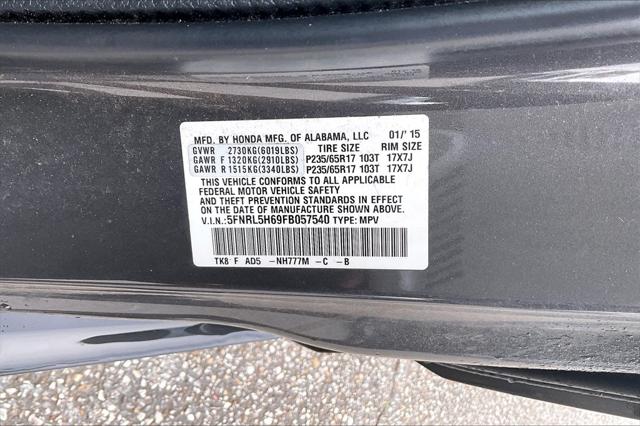 MFD. BY HONDA MFG. OF ALABAMA, LLC 01/'15
GVWR 2730KG(6019LBS) TIRE SIZE RIM SIZE
GAWR F 1320KG(2910LBS) P235/65R17 103T 17X7J
GAWR R 1515KG(3340LBS) P235/65R17 103T 17X7J
THIS VEHICLE CONFORMS TO ALL APPLICABLE
FEDERAL MOTOR VEHICLE SAFETY
AND THEFT PREVENTION STANDARDS IN EFFECT
ON THE DATE OF MANUFACTURE SHOWN ABOVE.
V.I.N.:5FNRL5H69FB057540 TYPE: MPV
TK8 F AD5 -NH777M -C -B